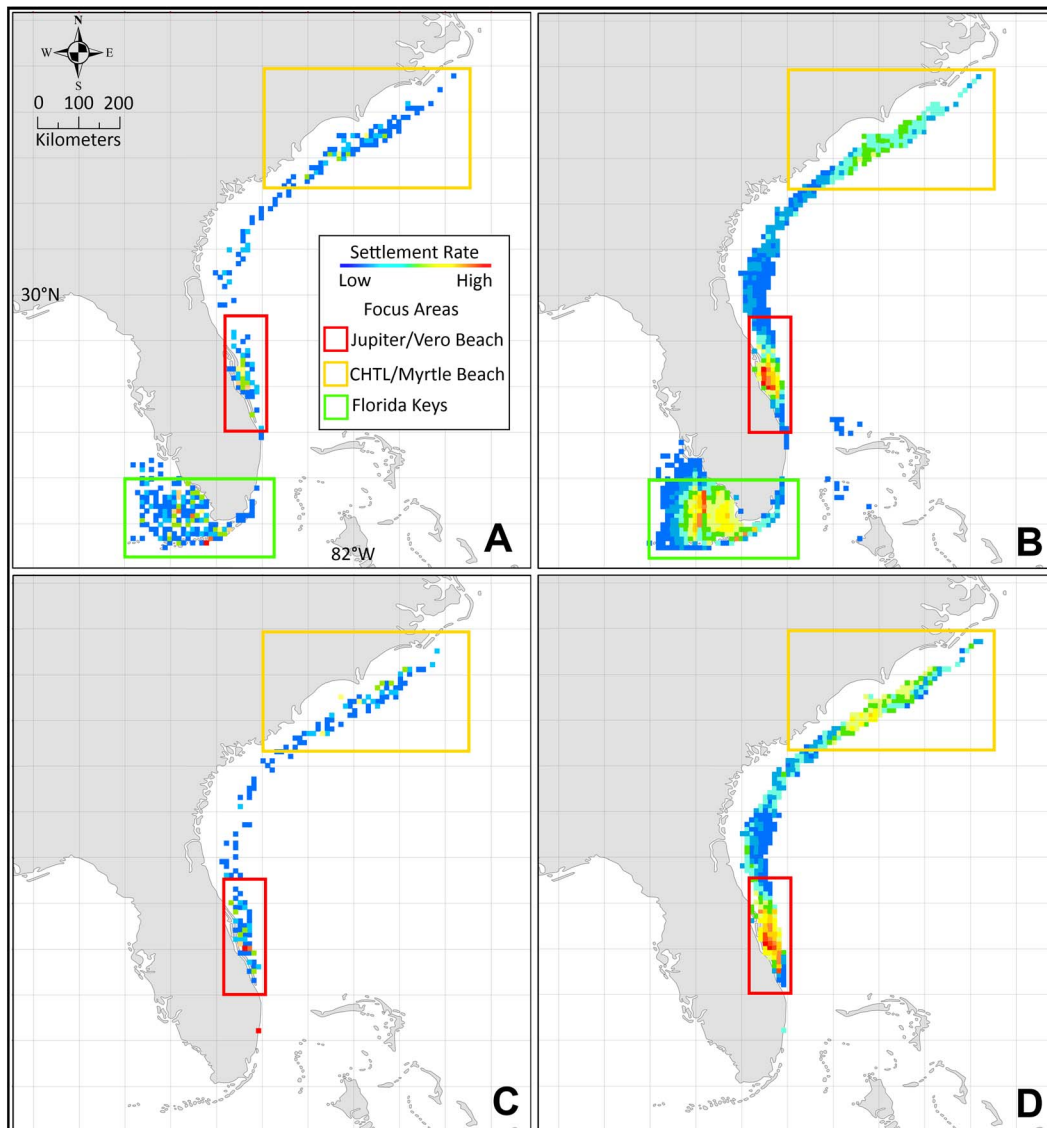 N
W E
S
0 100 200
Kilometers
Settlement Rate
Low High
Focus Areas
Jupiter/Vero Beach
CHTL/Myrtle Beach
Florida Keys
30°N
82°W
A
B
C
D